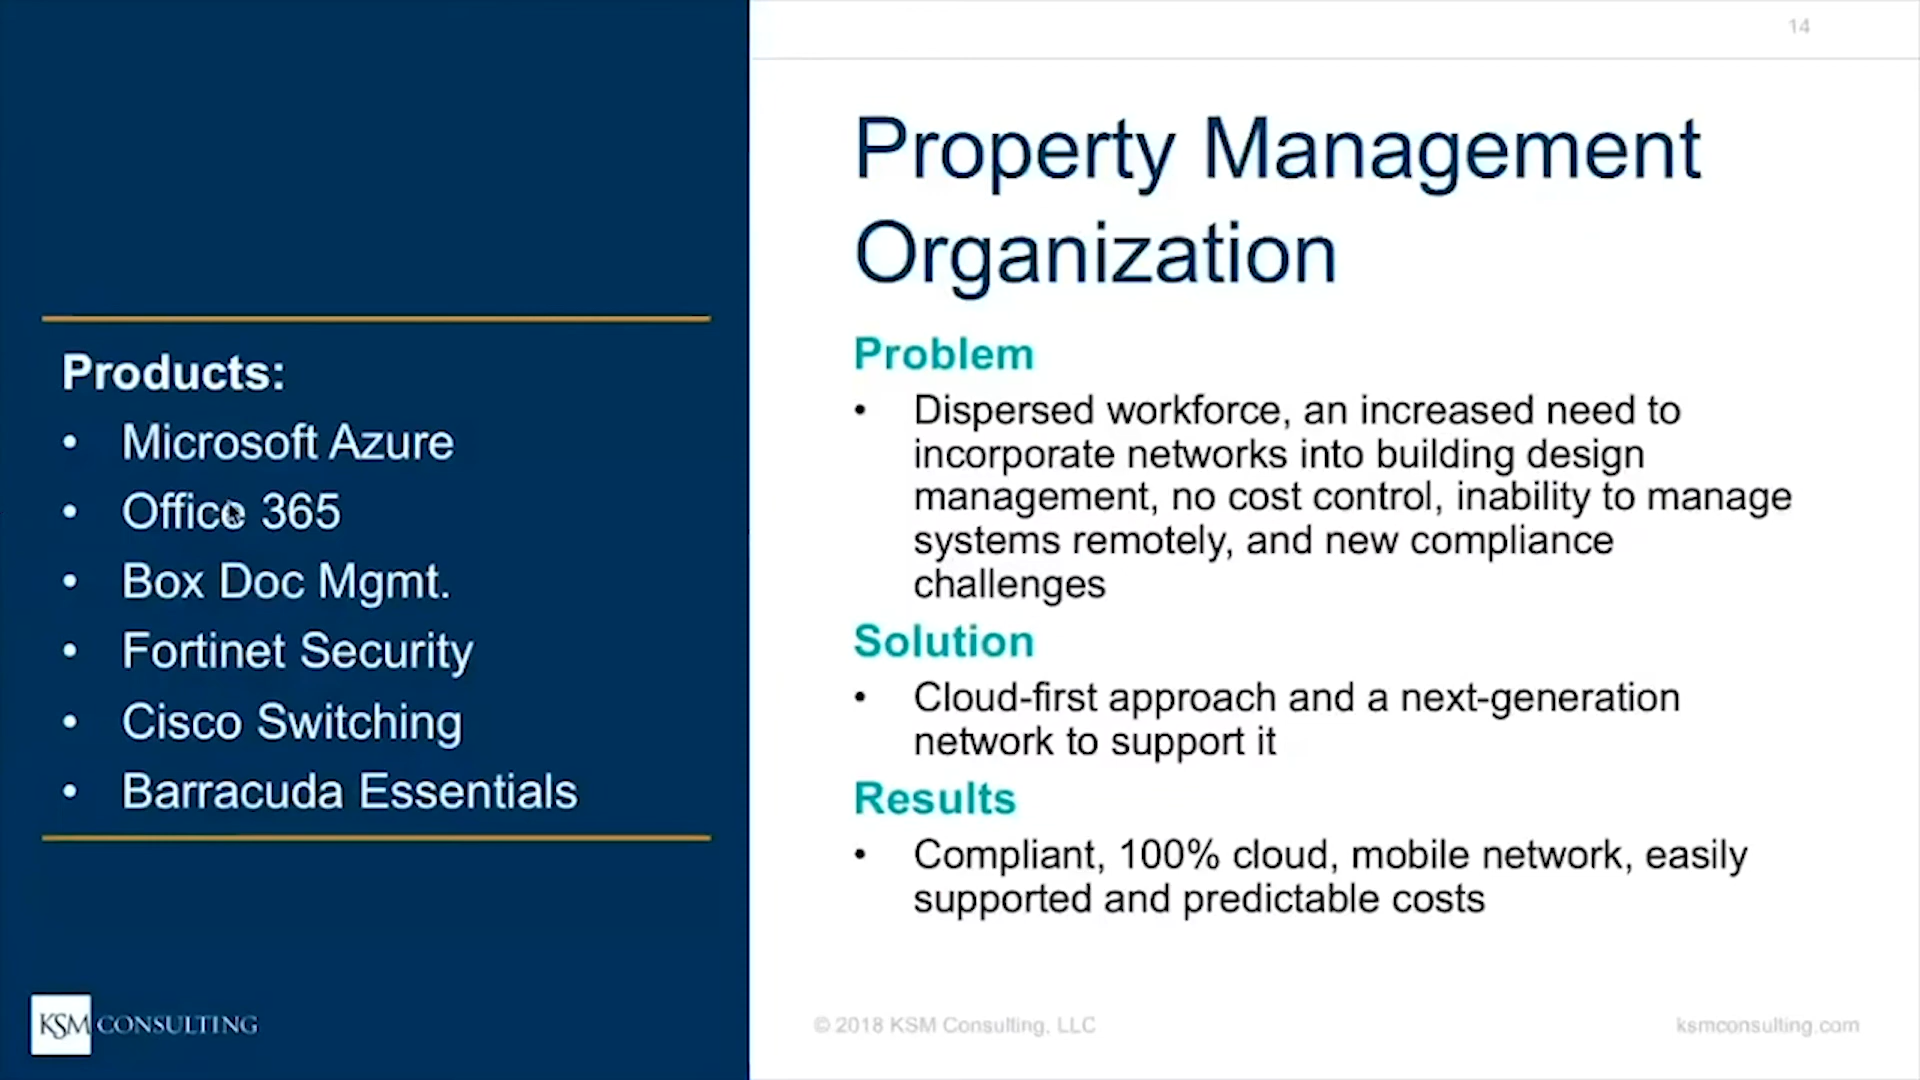 14
Property Management
Organization
Products:
• Microsoft Azure
• Office 365
• Box Doc Mgmt.
• Fortinet Security
• Cisco Switching
• Barracuda Essentials
Problem
• Dispersed workforce, an increased need to
incorporate networks into building design
management, no cost control, inability to manage
systems remotely, and new compliance
challenges
Solution
• Cloud-first approach and a next-generation
network to support it
Results
• Compliant, 100% cloud, mobile network, easily
supported and predictable costs
KSM CONSULTING
© 2018 KSM Consulting, LLC
ksmconsulting.com